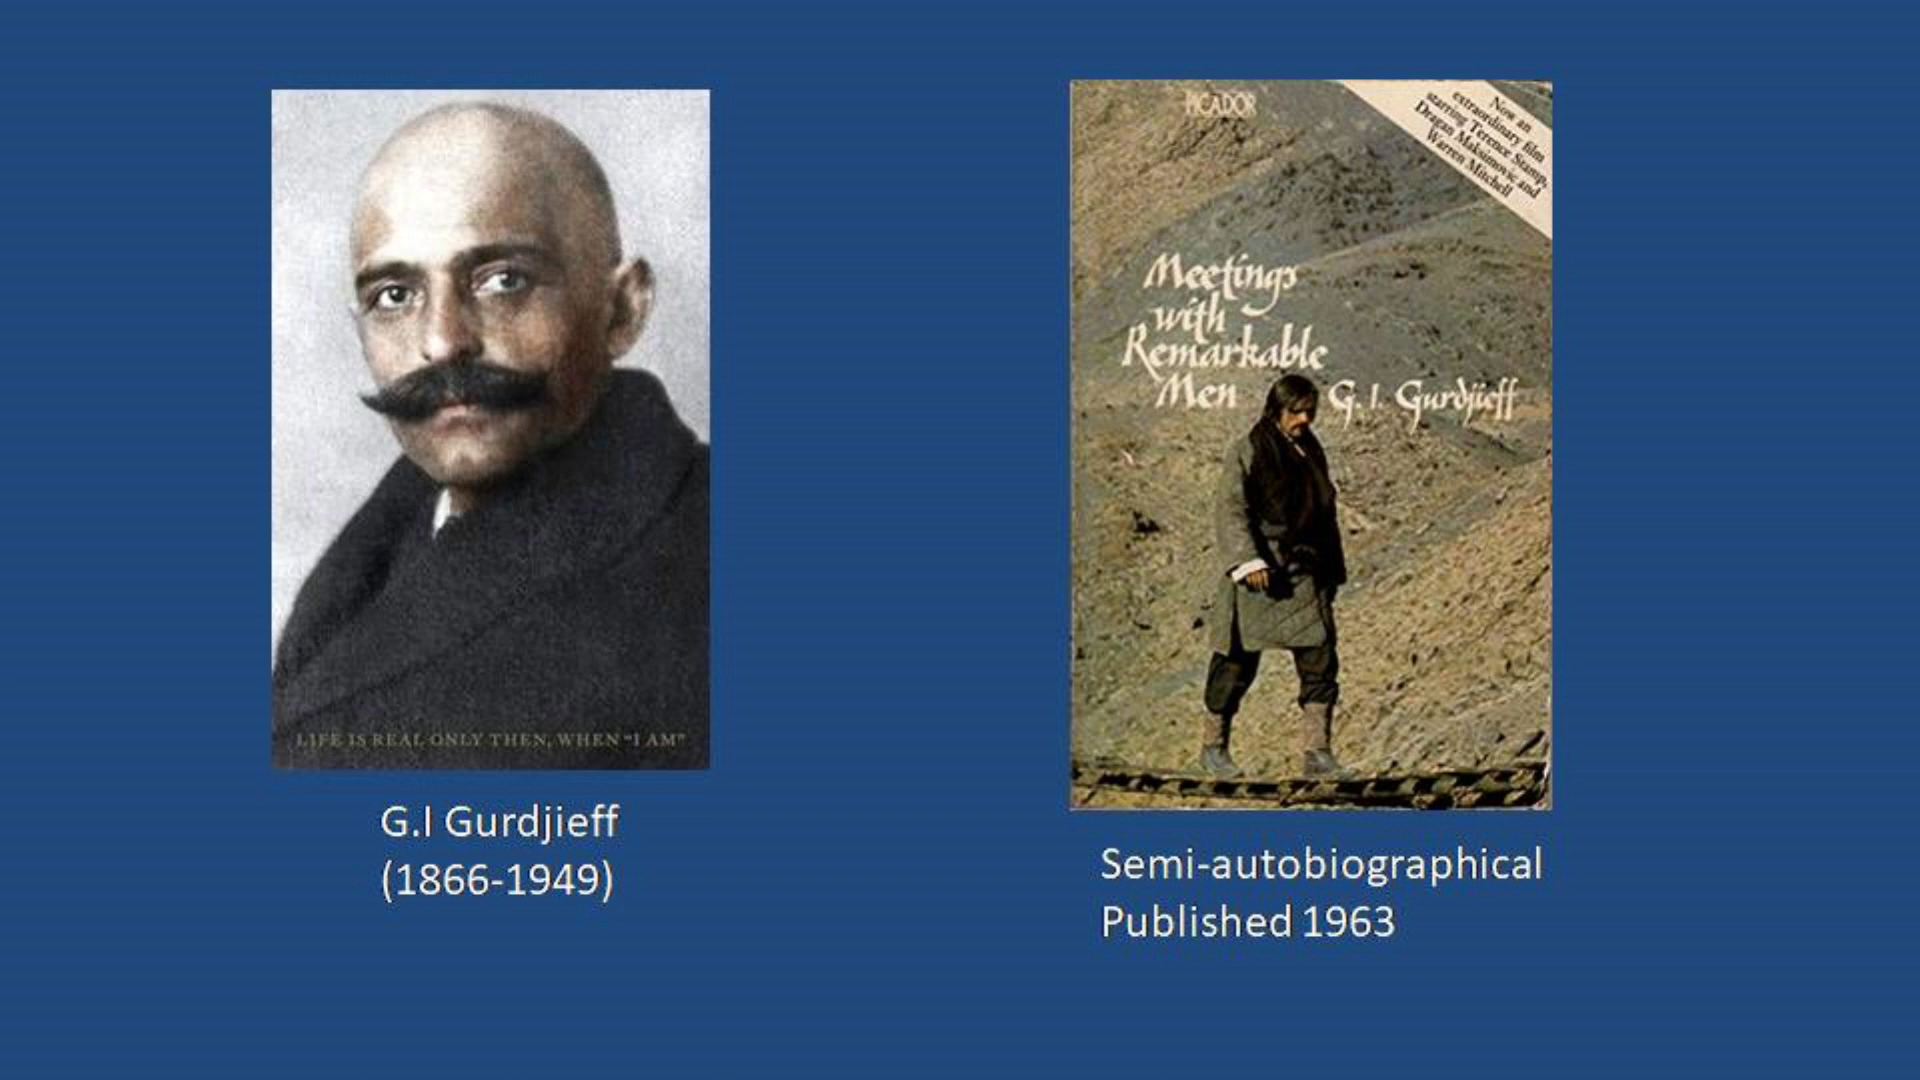 LIFE IS REAL ONLY THEN, WHEN "I AM"
G.I Gurdjieff
(1866-1949)
PICADOR
Now an
extraordinary film
starring Terence Stamp,
Dragan Maksimovic and
Warren Mitchell
Meetings
with
Remarkable
Men
G. I. Gurdjieff
Semi-autobiographical
Published 1963